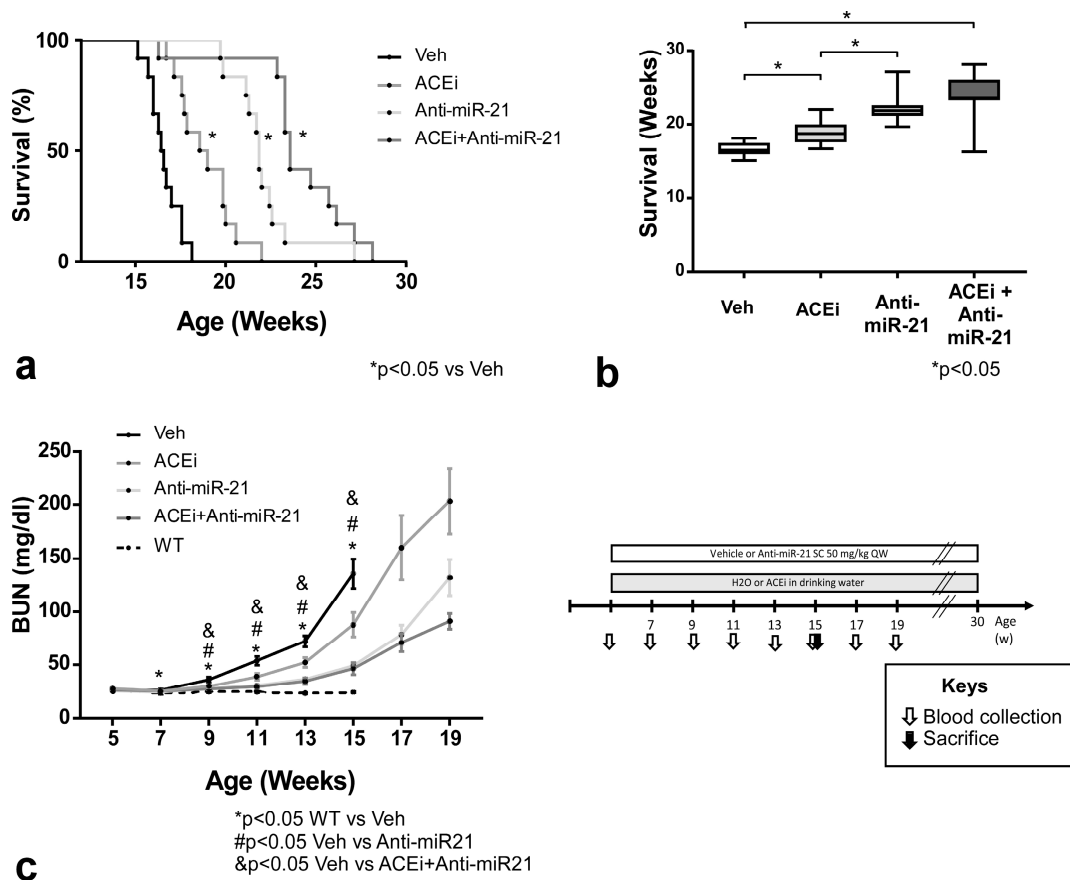 100
50
0
Survival (%)
15
20
25
30
Age (Weeks)
Veh
ACEi
Anti-miR-21
ACEi+Anti-miR-21
*
*
*
a
*p<0.05 vs Veh
30
20
10
0
Survival (Weeks)
*
*
*
Veh
ACEi
Anti-
miR-21
ACEi +
Anti-
miR-21
b
*p<0.05
250
200
150
100
50
0
BUN (mg/dl)
Veh
ACEi
Anti-miR-21
ACEi+Anti-miR-21
WT
*
&
#
*
&
#
*
&
#
*
&
#
*
5
7
9
11
13
15
17
19
Age (Weeks)
*p<0.05 WT vs Veh
#p<0.05 Veh vs Anti-miR21
&p<0.05 Veh vs ACEi+Anti-miR21
c
Vehicle or Anti-miR-21 SC 50 mg/kg QW
H2O or ACEi in drinking water
7
9
11
13
15
17
19
30
Age
(w)
Keys
Blood collection
Sacrifice